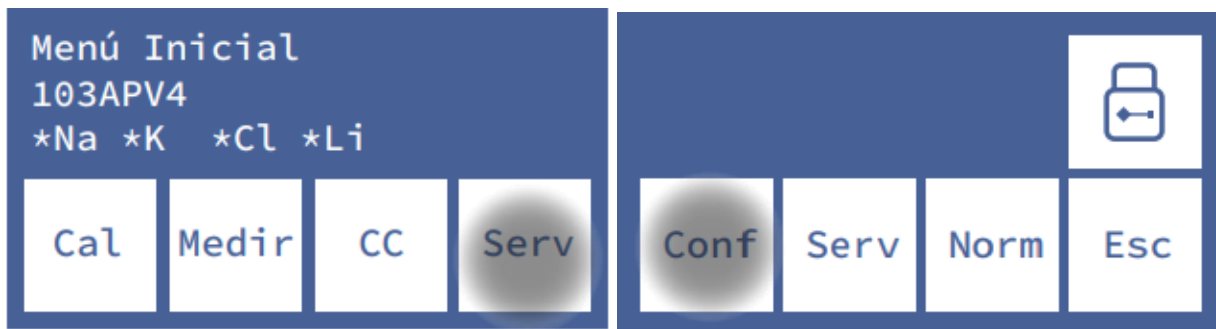 Menú Inicial
103APV4
*Na *K *Cl *Li
Cal Medir CC Serv
Conf Serv Norm Esc